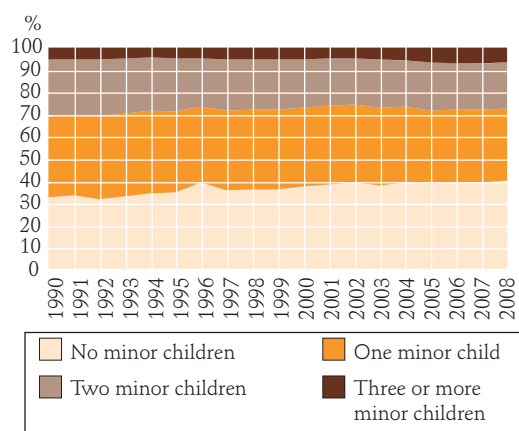 %
100
90
80
70
60
50
40
30
20
10
0
1990 1991 1992 1993 1994 1995 1996 1997 1998 1999 2000 2001 2002 2003 2004 2005 2006 2007 2008
No minor children
One minor child
Two minor children
Three or more
minor children